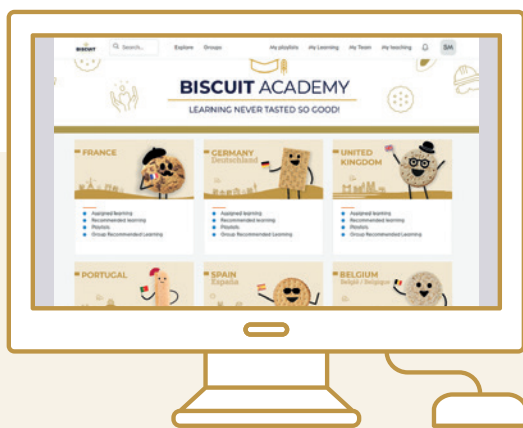 BISCUIT
Search...
Explore
Groups
My playlists
My Learning
My Team
My teaching
SM
BISCUIT ACADEMY
LEARNING NEVER TASTED SO GOOD!
FRANCE
Assigned learning
Recommended learning
Playlists
Group Recommended Learning
GERMANY
Deutschland
Assigned learning
Recommended learning
Playlists
Group Recommended Learning
UNITED
KINGDOM
Assigned learning
Recommended learning
Playlists
Group Recommended Learning
PORTUGAL
SPAIN
España
BELGIUM
België / Belgique